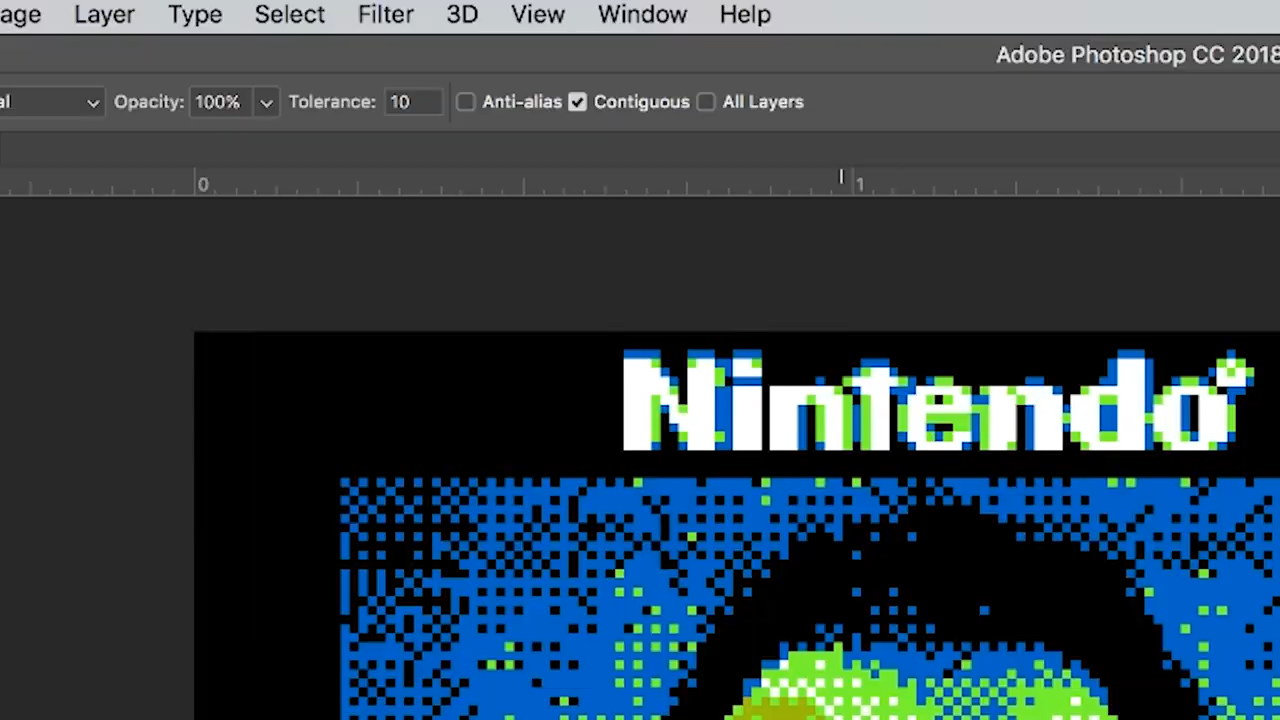 age Layer Type Select Filter 3D View Window Help
Adobe Photoshop CC 2018
al Opacity: 100% Tolerance: 10 Anti-alias Contiguous All Layers
0 1
Nintendo